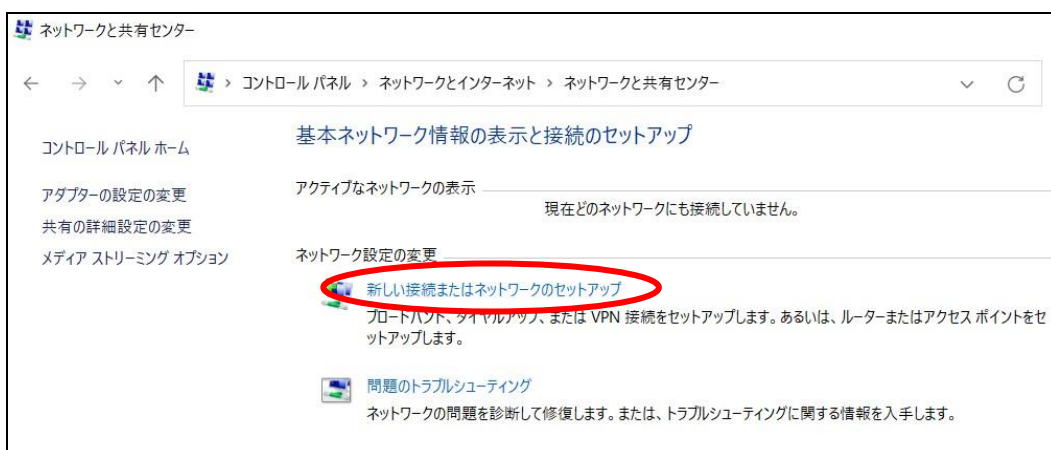 ネットワークと共有センター
コントロール パネル > ネットワークとインターネット > ネットワークと共有センター
コントロール パネル ホーム
アダプターの設定の変更
共有の詳細設定の変更
メディア ストリーミング オプション
基本ネットワーク情報の表示と接続のセットアップ
アクティブなネットワークの表示
現在どのネットワークにも接続していません。
ネットワーク設定の変更
新しい接続またはネットワークのセットアップ
ブロードバンド、ダイヤルアップ、または VPN 接続をセットアップします。あるいは、ルーターまたはアクセス ポイントをセ
ットアップします。
問題のトラブルシューティング
ネットワークの問題を診断して修復します。または、トラブルシューティングに関する情報を入手します。